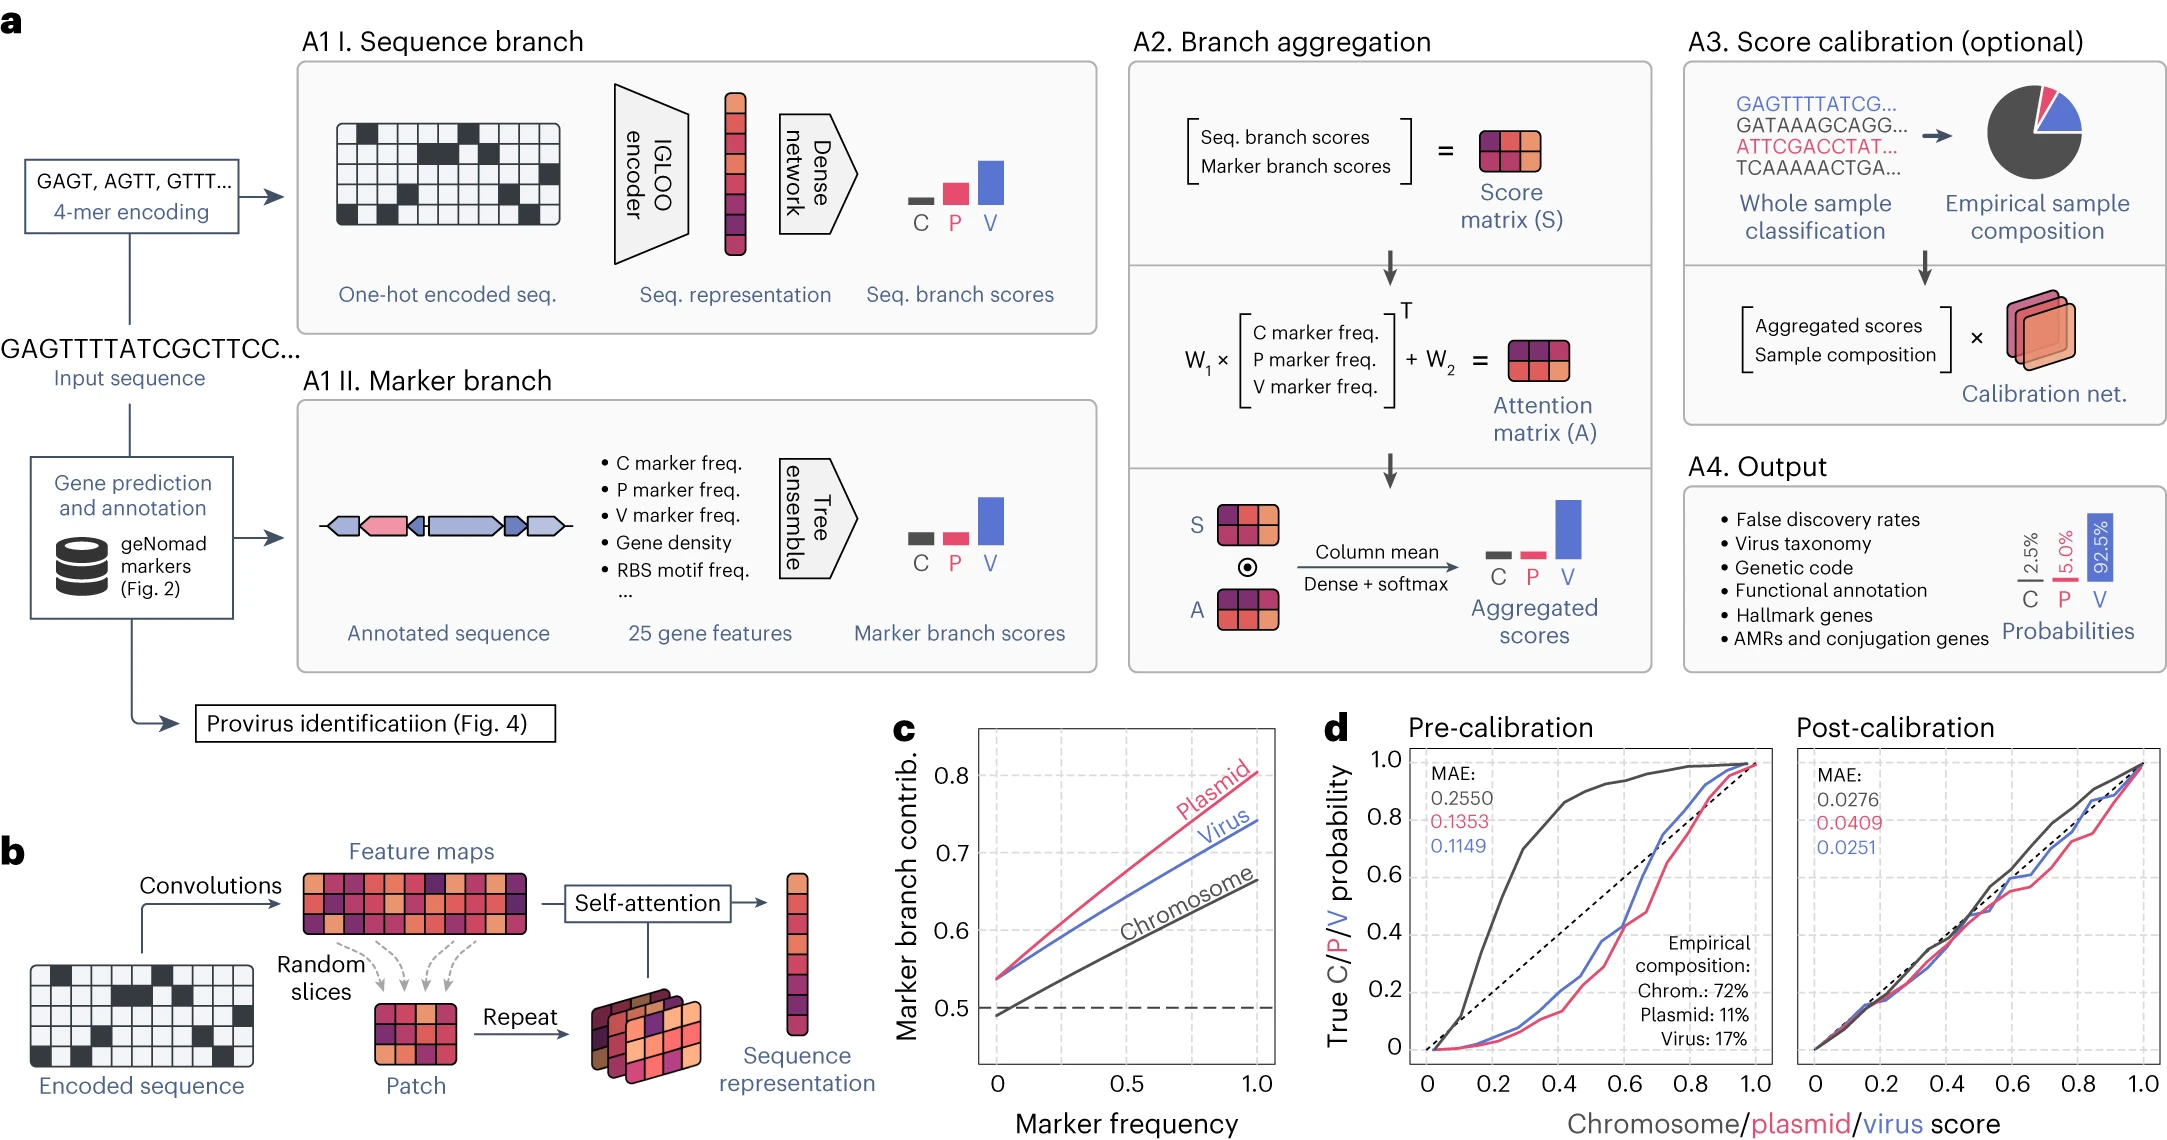 a
A1 I. Sequence branch
GAGT, AGTT, GTTT...
4-mer encoding
IGLOO
encoder
Dense
network
C P V
One-hot encoded seq.
Seq. representation
Seq. branch scores
GAGTTTTATCGCTTCC...
Input sequence
A1 II. Marker branch
Gene prediction
and annotation
geNomad
markers
(Fig. 2)
• C marker freq.
• P marker freq.
• V marker freq.
• Gene density
• RBS motif freq.
...
Tree
ensemble
C P V
Annotated sequence
25 gene features
Marker branch scores
Provirus identificatiion (Fig. 4)
A2. Branch aggregation
Seq. branch scores
Marker branch scores
=
Score
matrix (S)
W1 ×
C marker freq.
P marker freq.
V marker freq.
T
+ W2 =
Attention
matrix (A)
S
A
Column mean
Dense + softmax
C P V
Aggregated
scores
A3. Score calibration (optional)
GAGTTTTATCG...
GATAAAGCAGG...
ATTCGACCTAT...
TCAAAAACTGA...
Whole sample
classification
Empirical sample
composition
Aggregated scores
Sample composition
×
Calibration net.
A4. Output
• False discovery rates
• Virus taxonomy
• Genetic code
• Functional annotation
• Hallmark genes
• AMRs and conjugation genes
2.5%
5.0%
92.5%
C P V
Probabilities
b
Convolutions
Feature maps
Self-attention
Random
slices
Repeat
Encoded sequence
Patch
Sequence
representation
c
Marker branch contrib.
0.8
0.7
0.6
0.5
Plasmid
Virus
Chromosome
0 0.5 1.0
Marker frequency
d
Pre-calibration
True C/P/V probability
1.0
0.8
0.6
0.4
0.2
0
MAE:
0.2550
0.1353
0.1149
Empirical
composition:
Chrom.: 72%
Plasmid: 11%
Virus: 17%
0 0.2 0.4 0.6 0.8 1.0
Post-calibration
MAE:
0.0276
0.0409
0.0251
0 0.2 0.4 0.6 0.8 1.0
Chromosome/plasmid/virus score